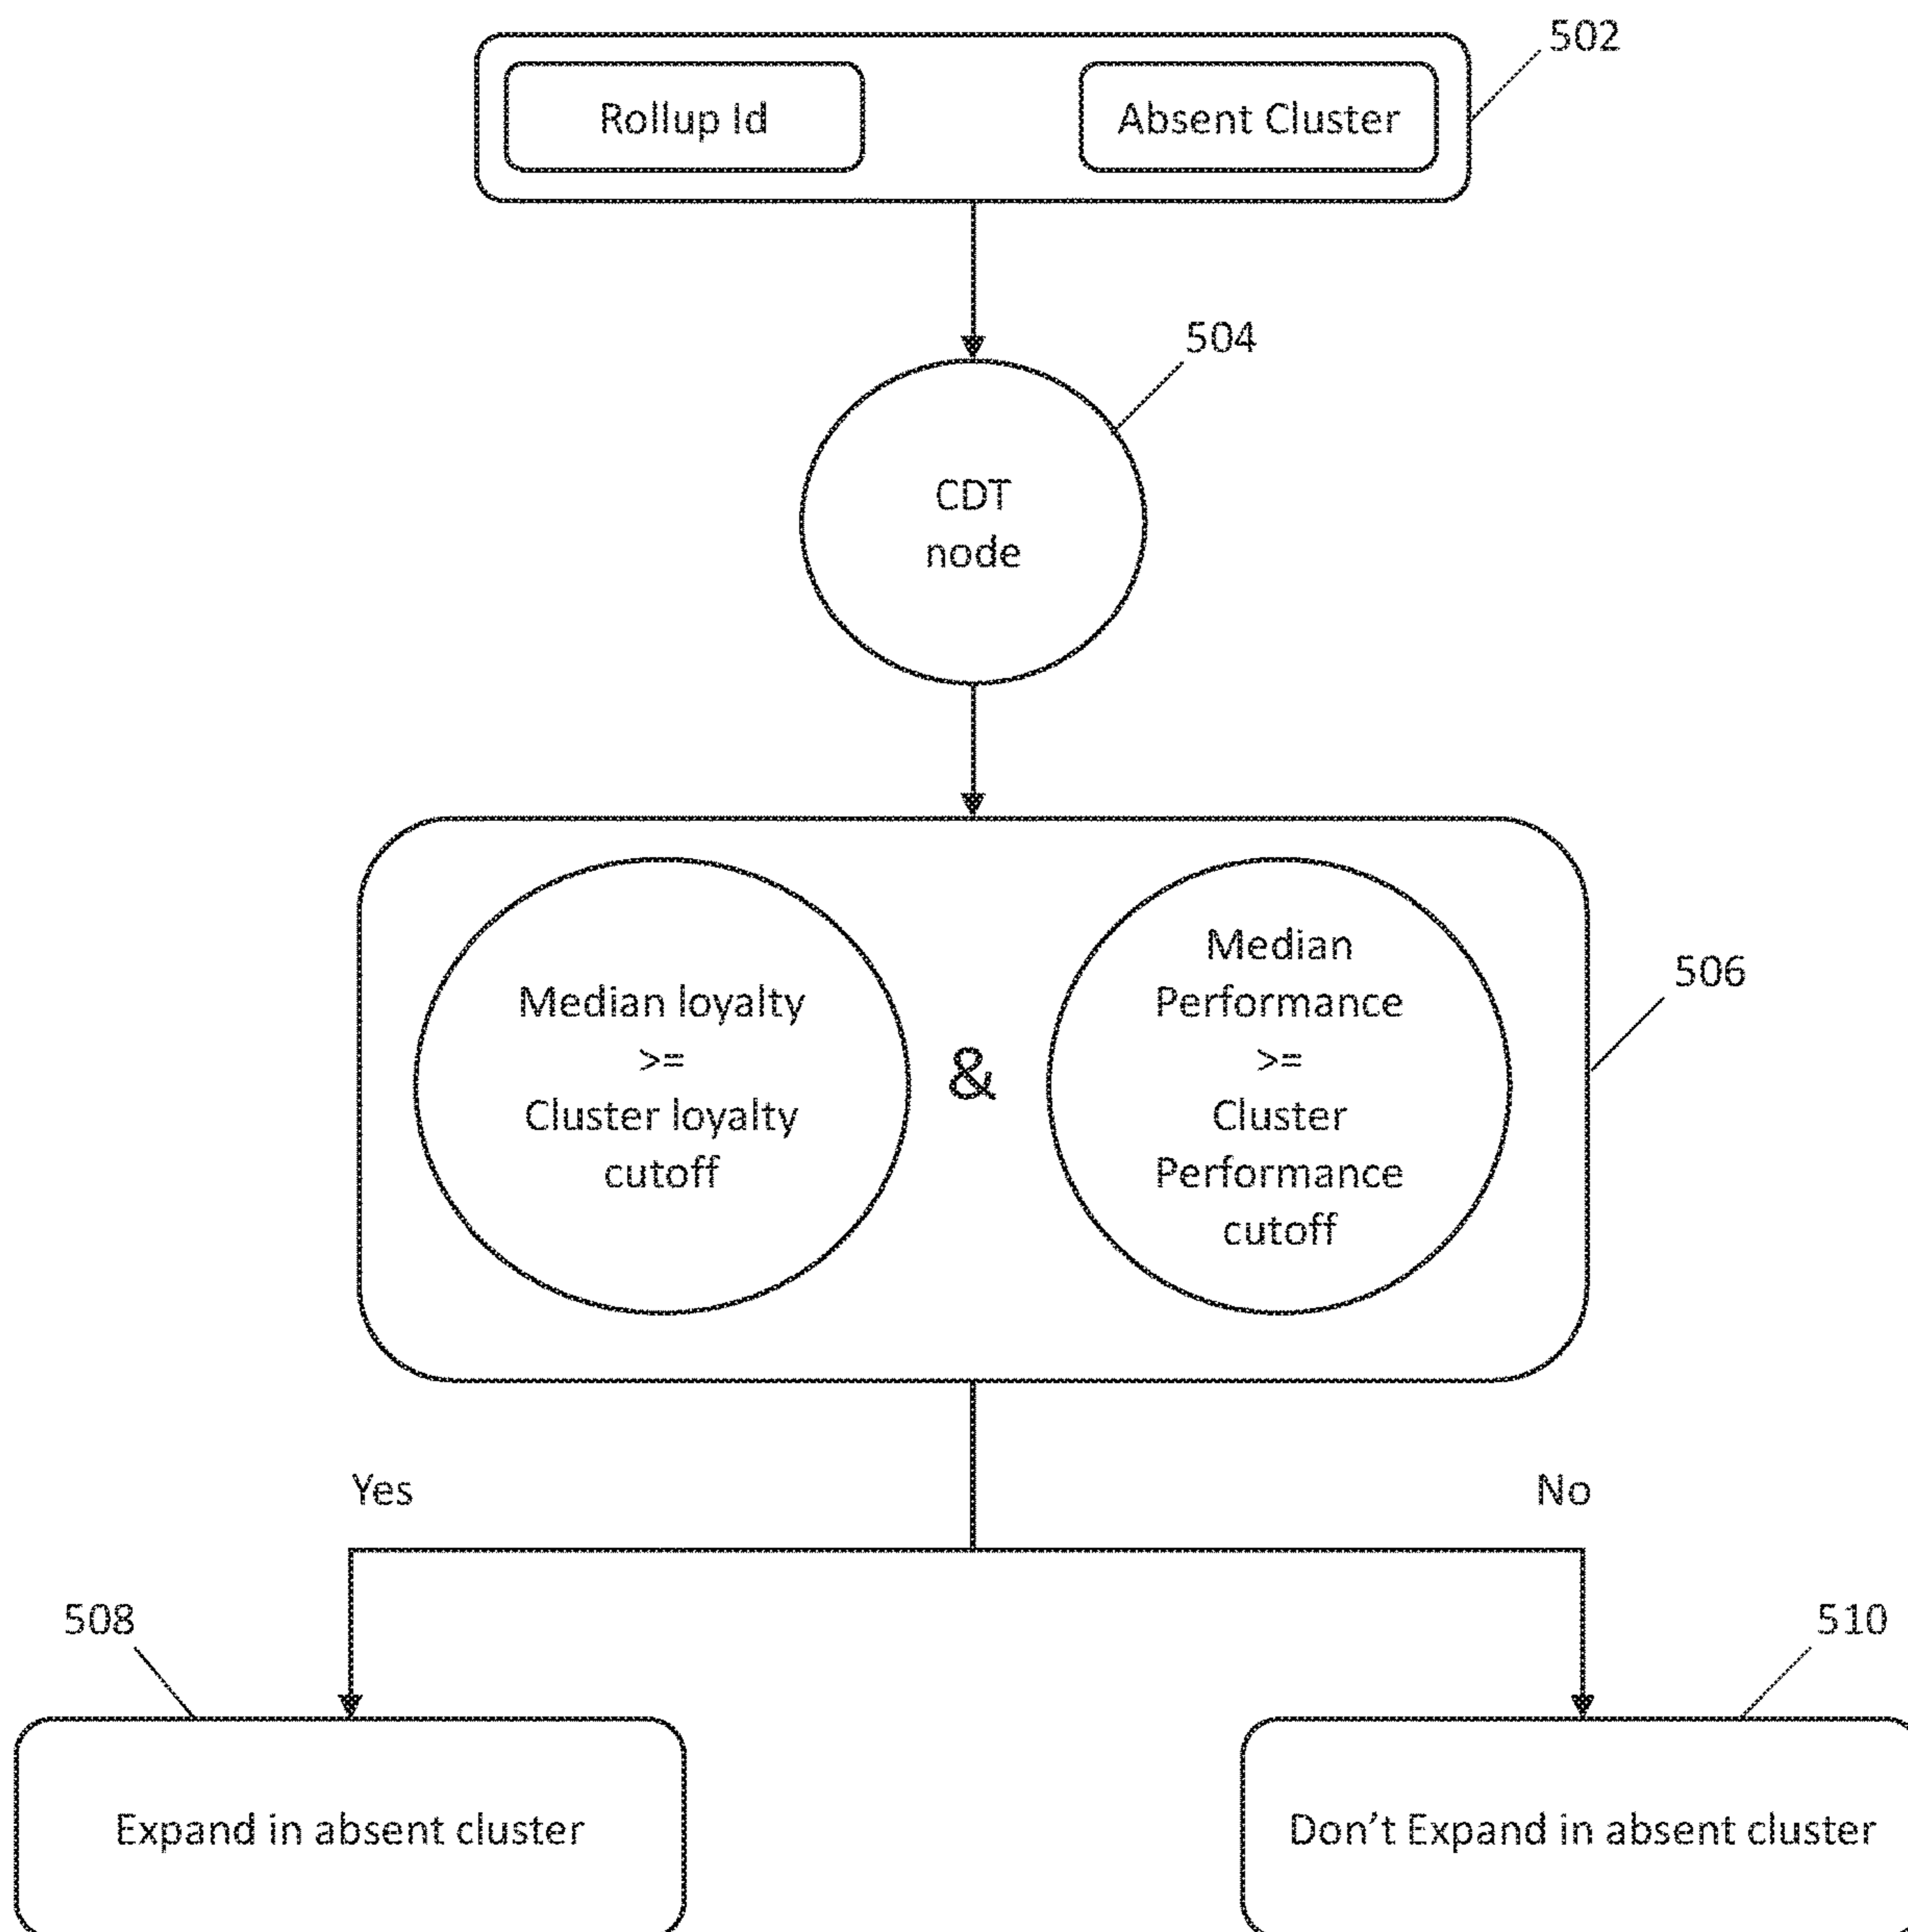 502
Rollup Id
Absent Cluster
504
CDT
node
Median loyalty
>=
Cluster loyalty
cutoff
&
Median
Performance
>=
Cluster
Performance
cutoff
506
Yes
No
508
510
Expand in absent cluster
Don't Expand in absent cluster